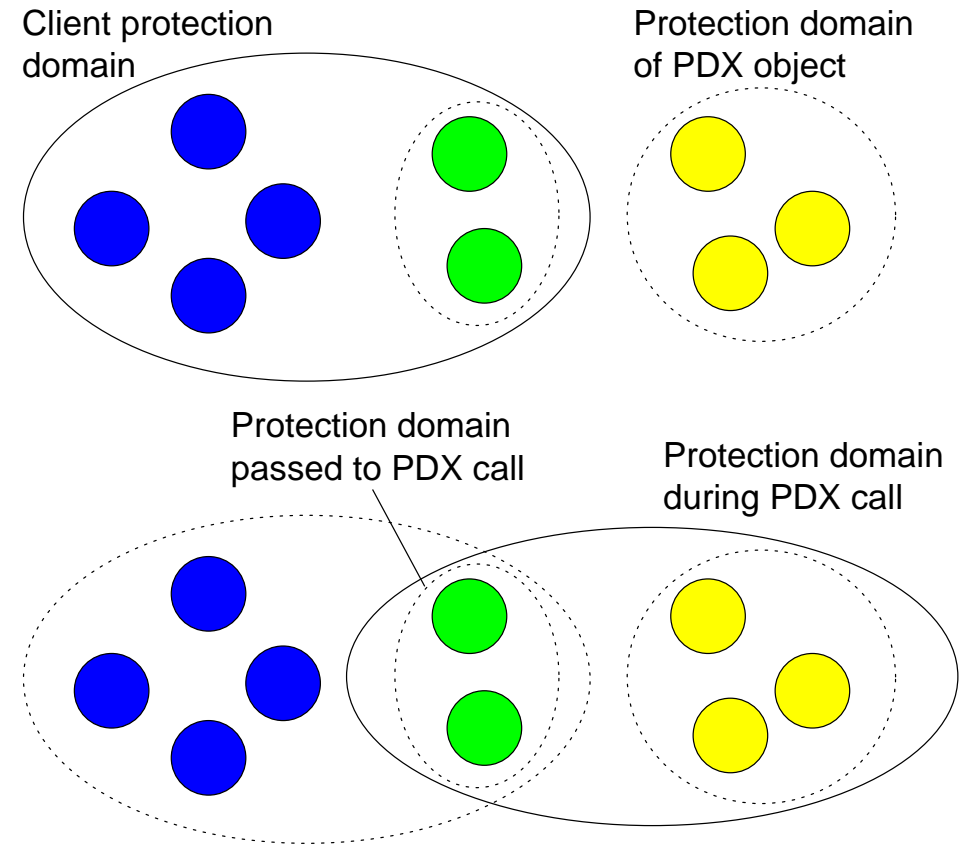 Client protection
domain
Protection domain
of PDX object
Protection domain
passed to PDX call
Protection domain
during PDX call